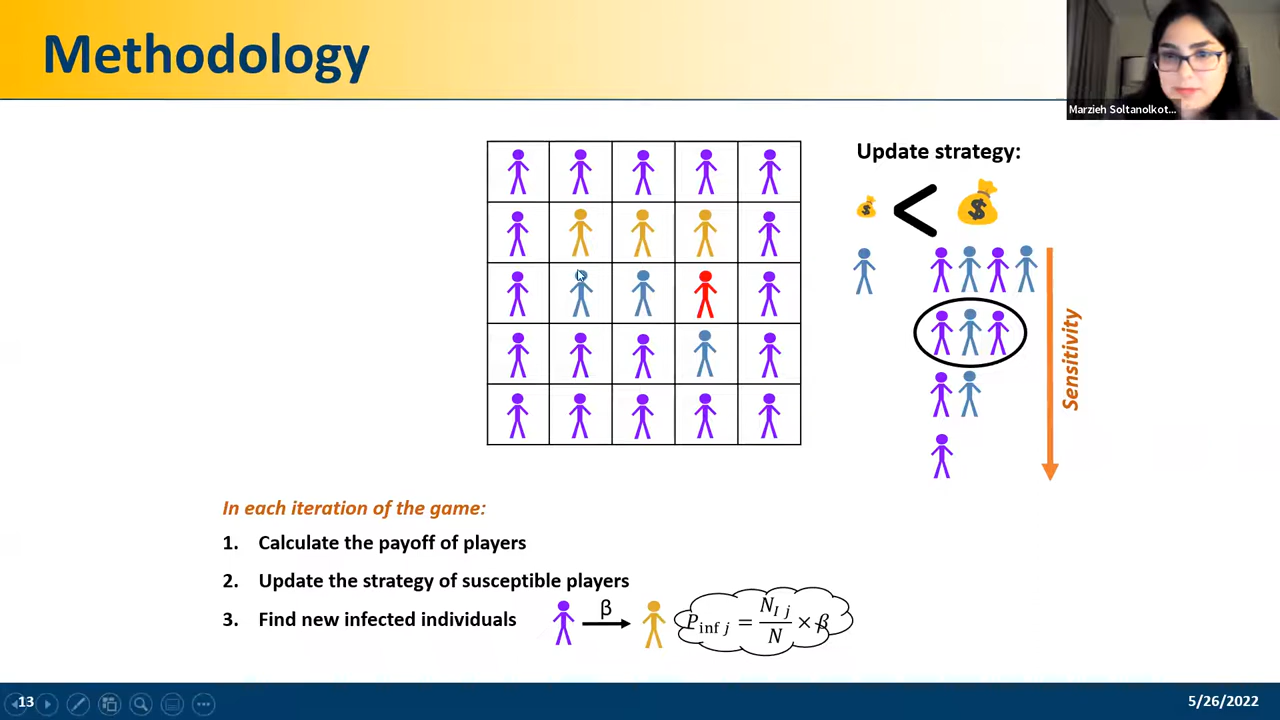 Methodology
Marzieh Soltanolkot...
Update strategy:
$ < $
Sensitivity
In each iteration of the game:
1. Calculate the payoff of players
2. Update the strategy of susceptible players
3. Find new infected individuals
β
P_inf j = N_I j / N × β
13
5/26/2022